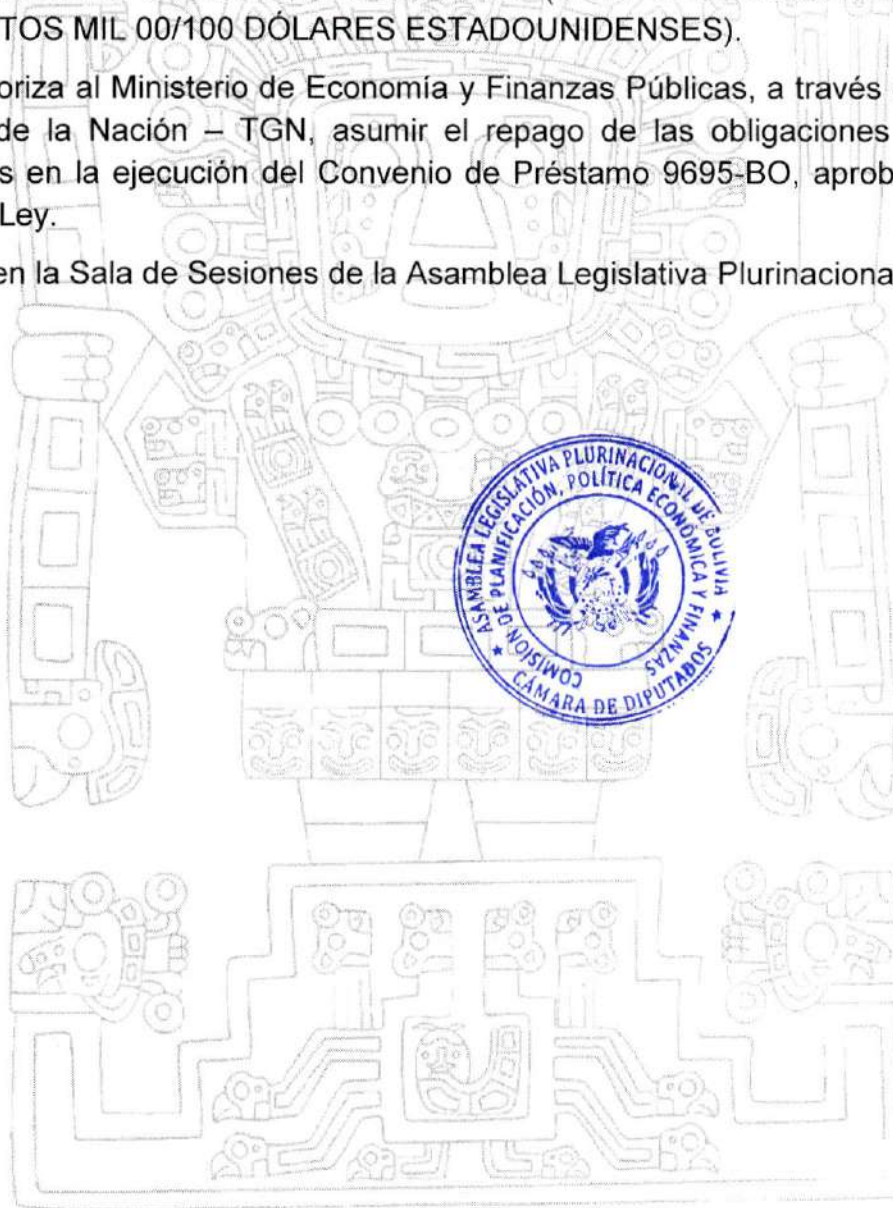 TOS MIL 00/100 DÓLARES ESTADOUNIDENSES).
oriza al Ministerio de Economía y Finanzas Públicas, a través
de la Nación – TGN, asumir el repago de las obligaciones
s en la ejecución del Convenio de Préstamo 9695-BO, aprob
Ley.
en la Sala de Sesiones de la Asamblea Legislativa Plurinaciona
ASAMBLEA LEGISLATIVA PLURINACIONAL DE BOLIVIA
COMISIÓN DE PLANIFICACIÓN, POLÍTICA ECONÓMICA Y FINANZAS
CÁMARA DE DIPUTADOS